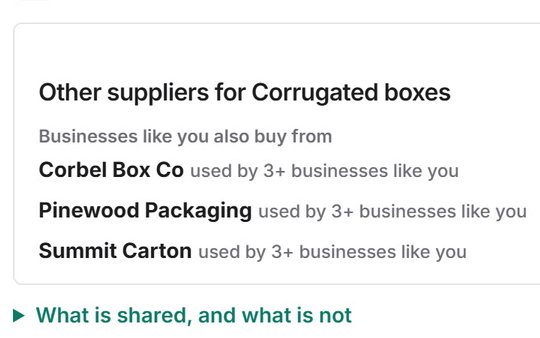 Other suppliers for Corrugated boxes
Businesses like you also buy from
Corbel Box Co used by 3+ businesses like you
Pinewood Packaging used by 3+ businesses like you
Summit Carton used by 3+ businesses like you
What is shared, and what is not